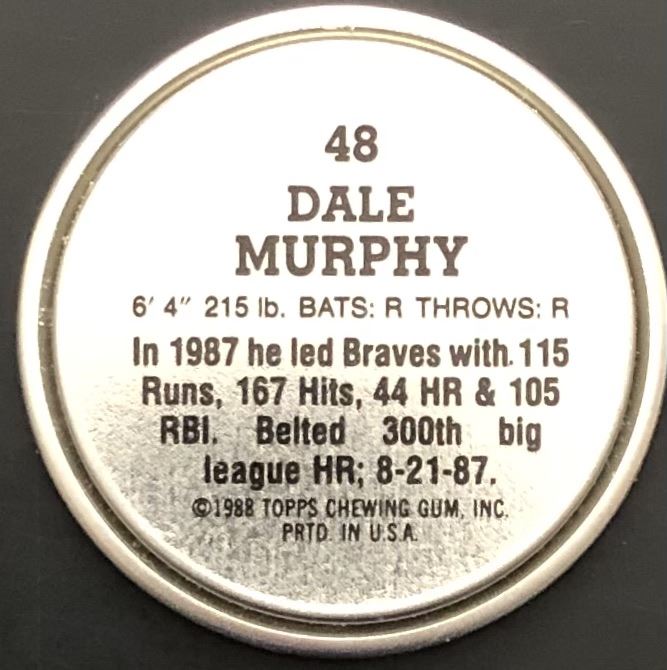 48
DALE
MURPHY
6' 4" 215 lb. BATS: R THROWS: R
In 1987 he led Braves with 115
Runs, 167 Hits, 44 HR & 105
RBI. Belted 300th big
league HR; 8-21-87.
©1988 TOPPS CHEWING GUM, INC.
PRTD. IN U.S.A.